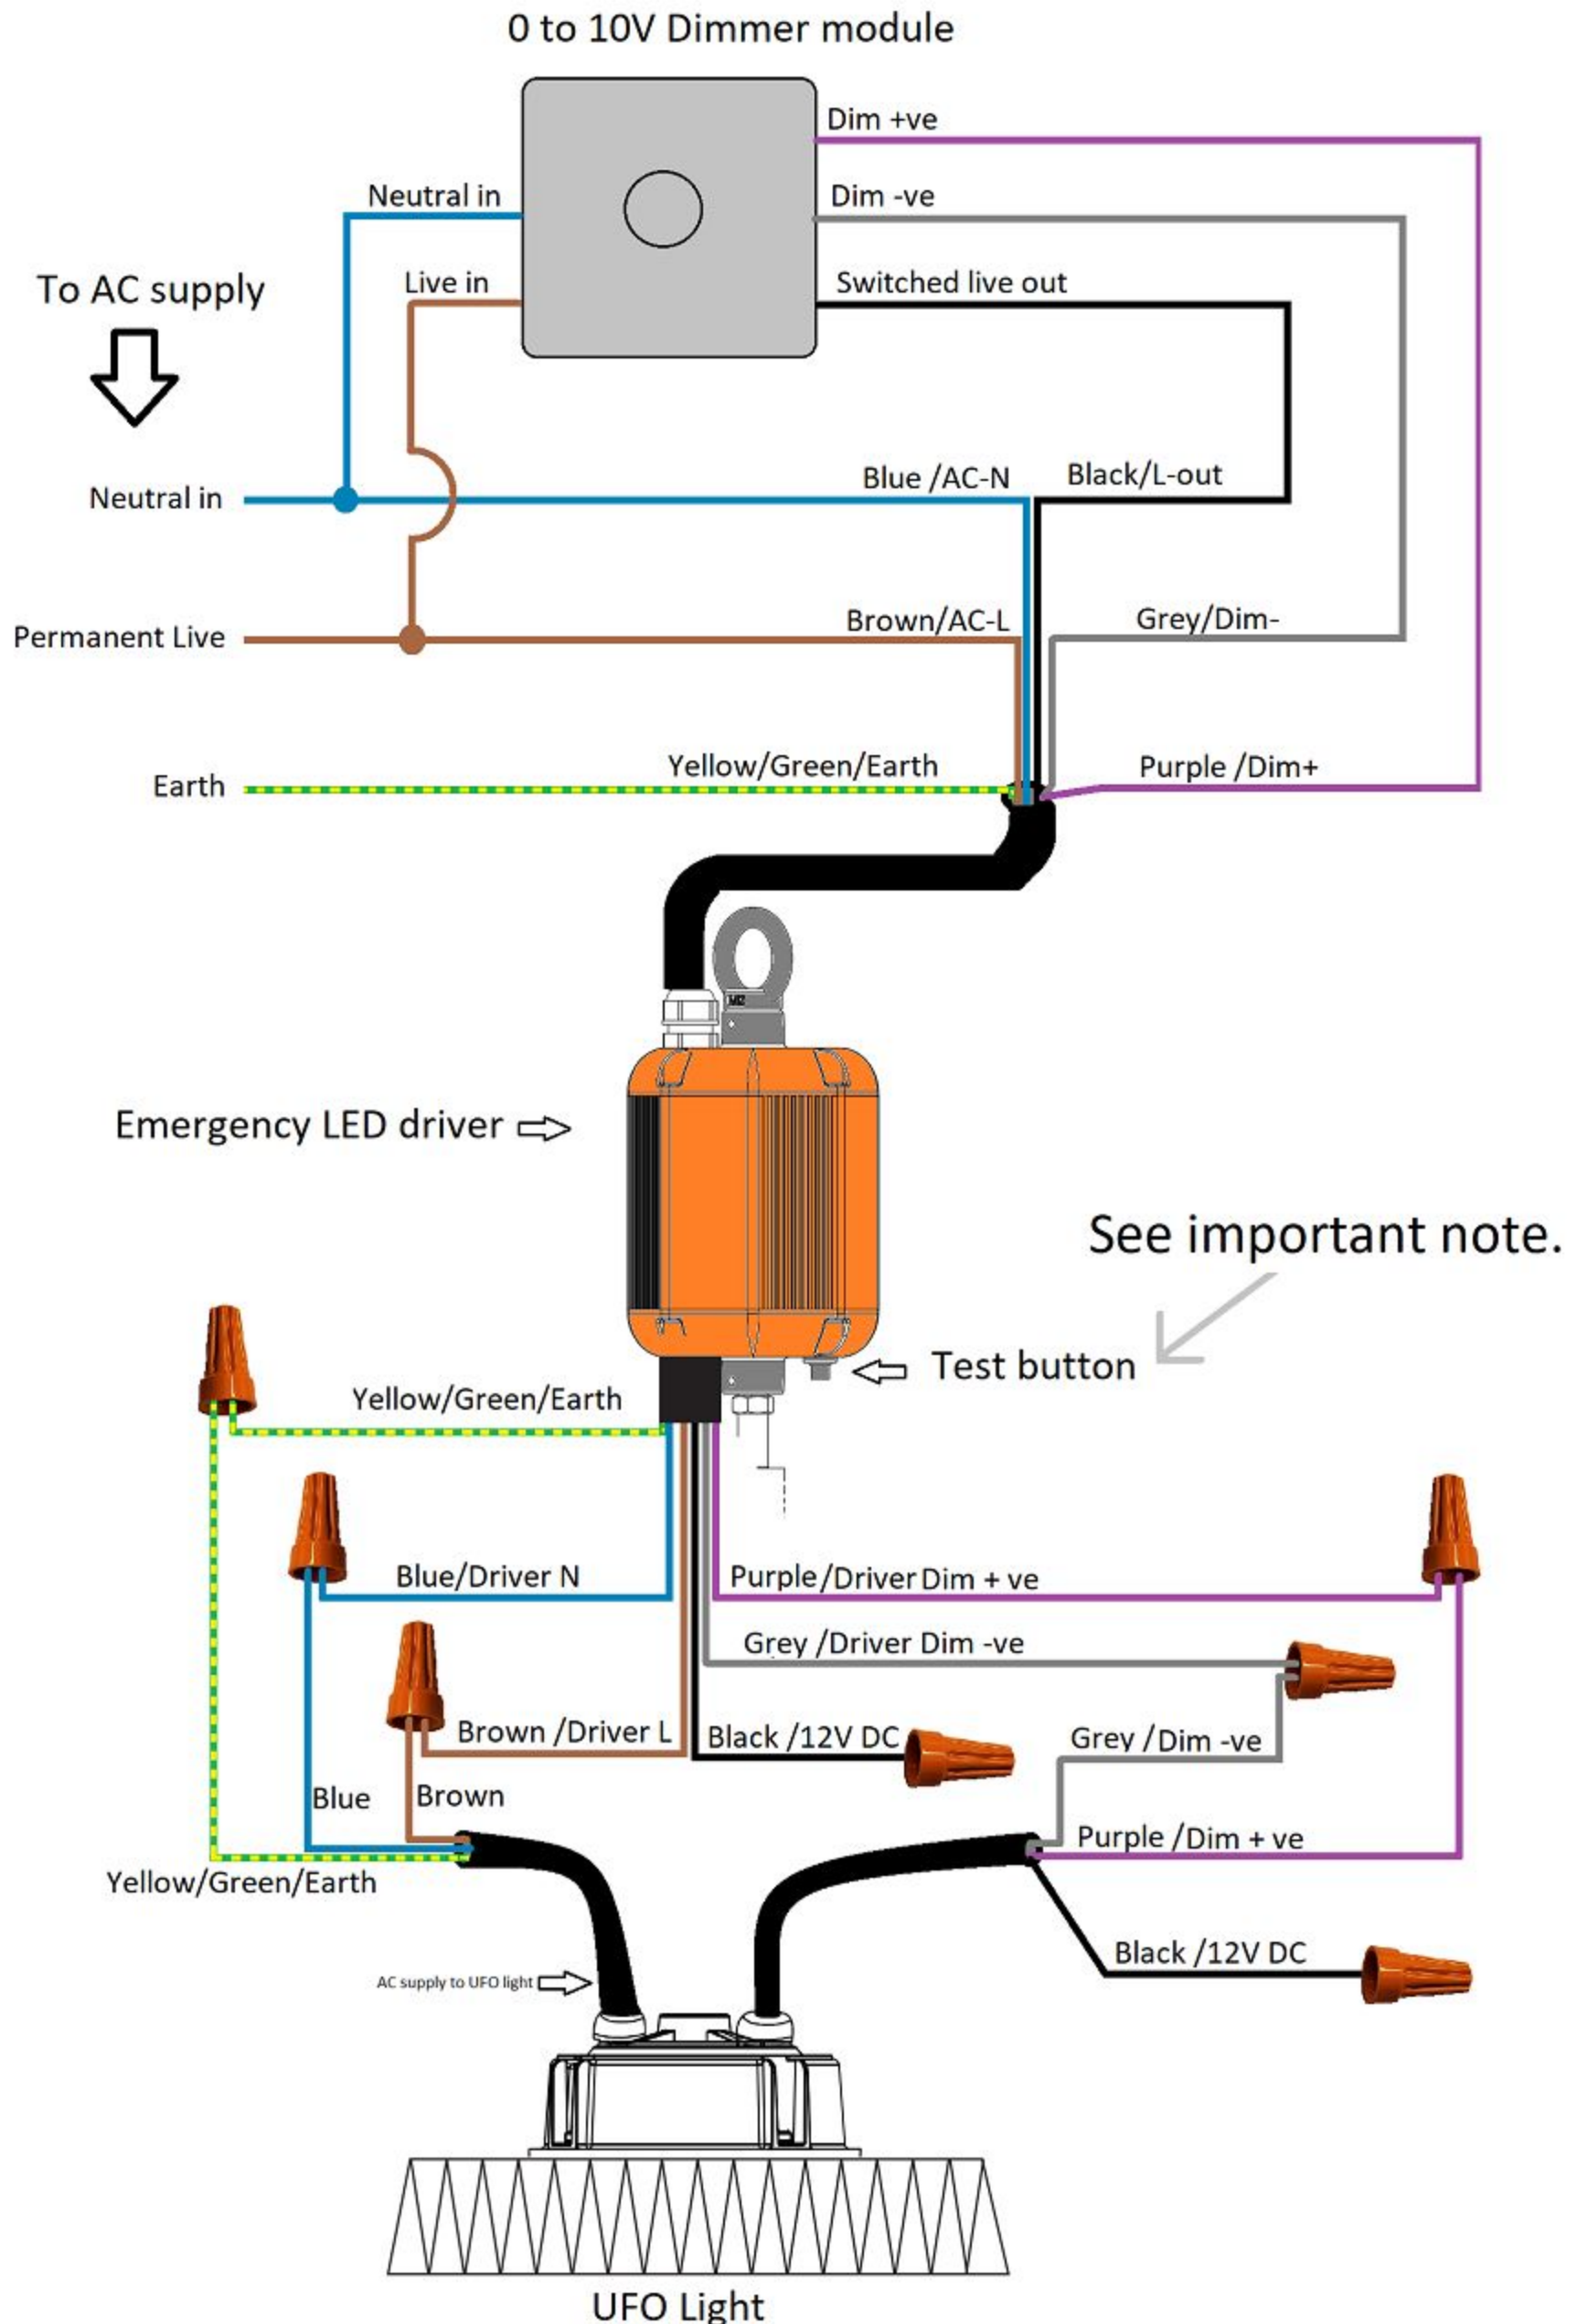 0 to 10V Dimmer module
Dim +ve
Neutral in
Dim -ve
To AC supply
Live in
Switched live out
Neutral in
Blue /AC-N
Black/L-out
Permanent Live
Brown/AC-L
Grey/Dim-
Earth
Yellow/Green/Earth
Purple /Dim+
M12
Emergency LED driver
See important note.
Test button
Yellow/Green/Earth
Blue/Driver N
Purple/Driver Dim + ve
Grey /Driver Dim -ve
Brown /Driver L
Black /12V DC
Grey /Dim -ve
Blue
Brown
Purple /Dim + ve
Yellow/Green/Earth
Black /12V DC
AC supply to UFO light
UFO Light